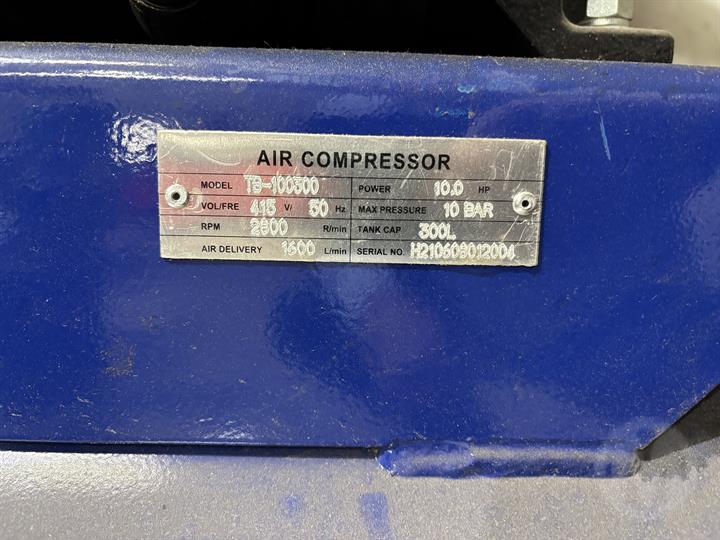 AIR COMPRESSOR
MODEL TB-100300 POWER 10.0 HP
VOL/FRE 415 V/ 50 Hz MAX PRESSURE 10 BAR
RPM 2800 R/min TANK CAP 300L
AIR DELIVERY 1600 L/min SERIAL NO. H210608012004